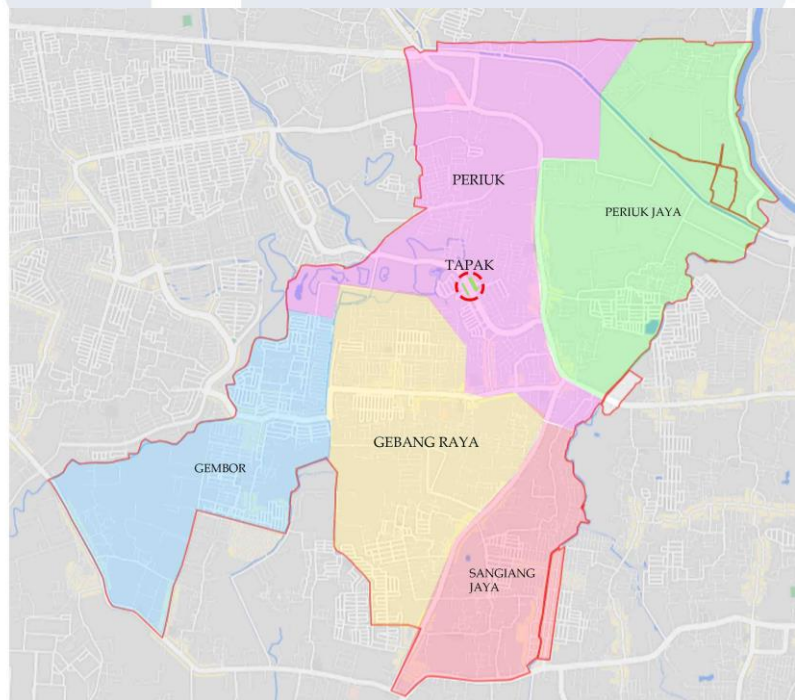 PERIUK
PERIUK JAYA
TAPAK
GEBANG RAYA
GEMBOR
SANGIANG
JAYA